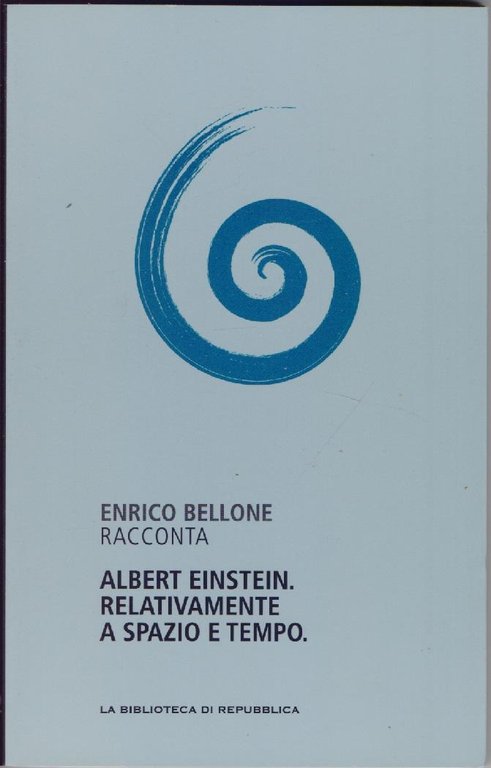 ENRICO BELLONE
RACCONTA
ALBERT EINSTEIN.
RELATIVAMENTE
A SPAZIO E TEMPO.
LA BIBLIOTECA DI REPUBBLICA